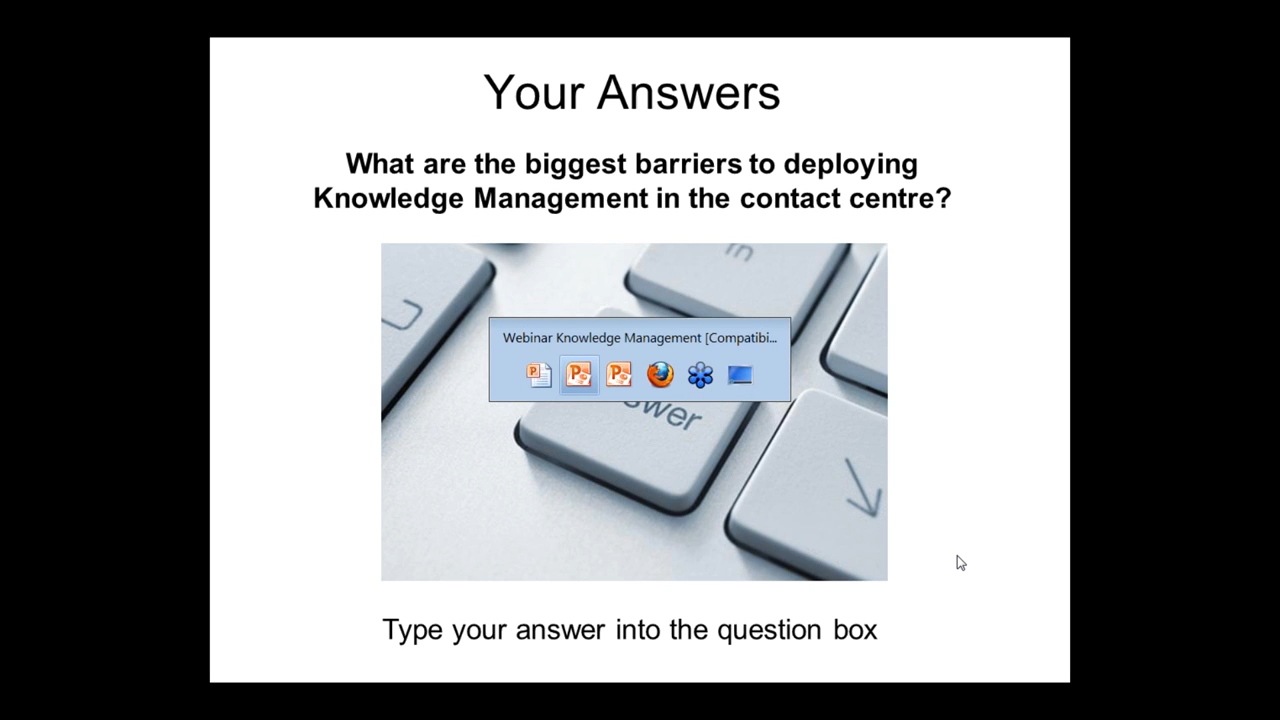 Your Answers
What are the biggest barriers to deploying
Knowledge Management in the contact centre?
in
Webinar Knowledge Management [Compatibi...
swer
Type your answer into the question box